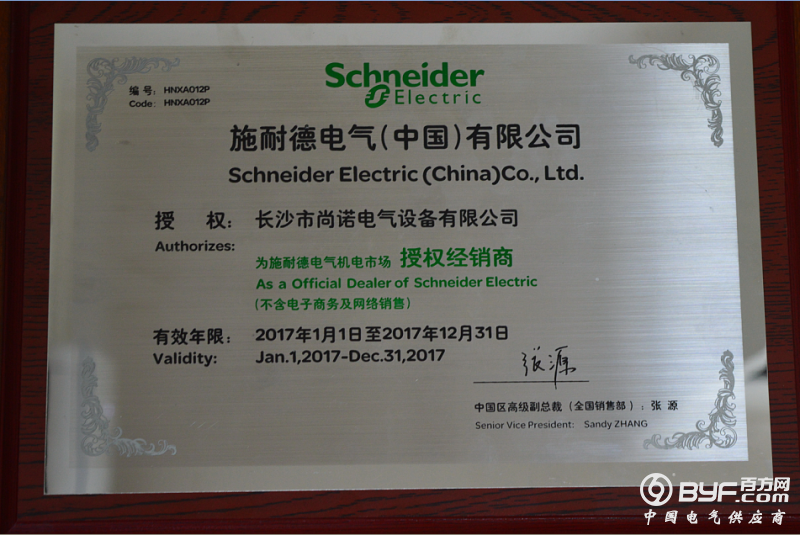 Schneider
Electric
编 号: HNXA012P
Code: HNXA012P
施耐德电气(中国)有限公司
Schneider Electric (China)Co., Ltd.
授 权: 长沙市尚诺电气设备有限公司
Authorizes:
为施耐德电气机电市场 授权经销商
As a Official Dealer of Schneider Electric
(不含电子商务及网络销售)
有效年限: 2017年1月1日至2017年12月31日
Validity: Jan.1,2017-Dec.31,2017
张源
中国区高级副总裁(全国销售部): 张 源
Senior Vice President: Sandy ZHANG
BYF百方网.com
中国电气供应商